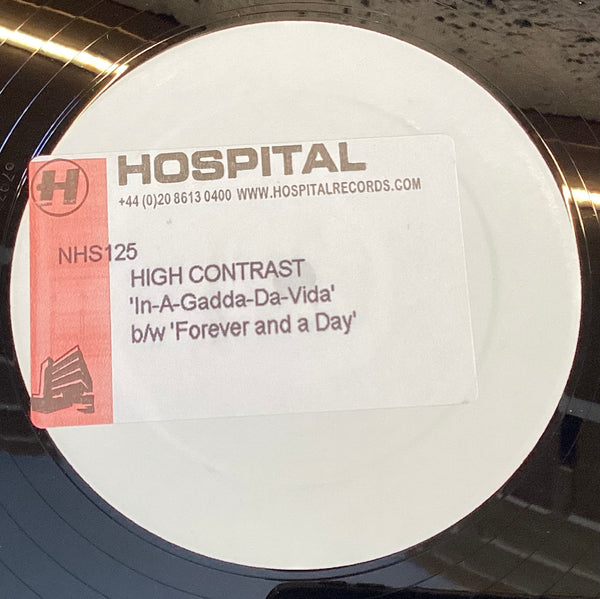 H HOSPITAL
+44 (0)20 8613 0400 WWW.HOSPITALRECORDS.COM
NHS125
HIGH CONTRAST
'In-A-Gadda-Da-Vida'
b/w 'Forever and a Day'